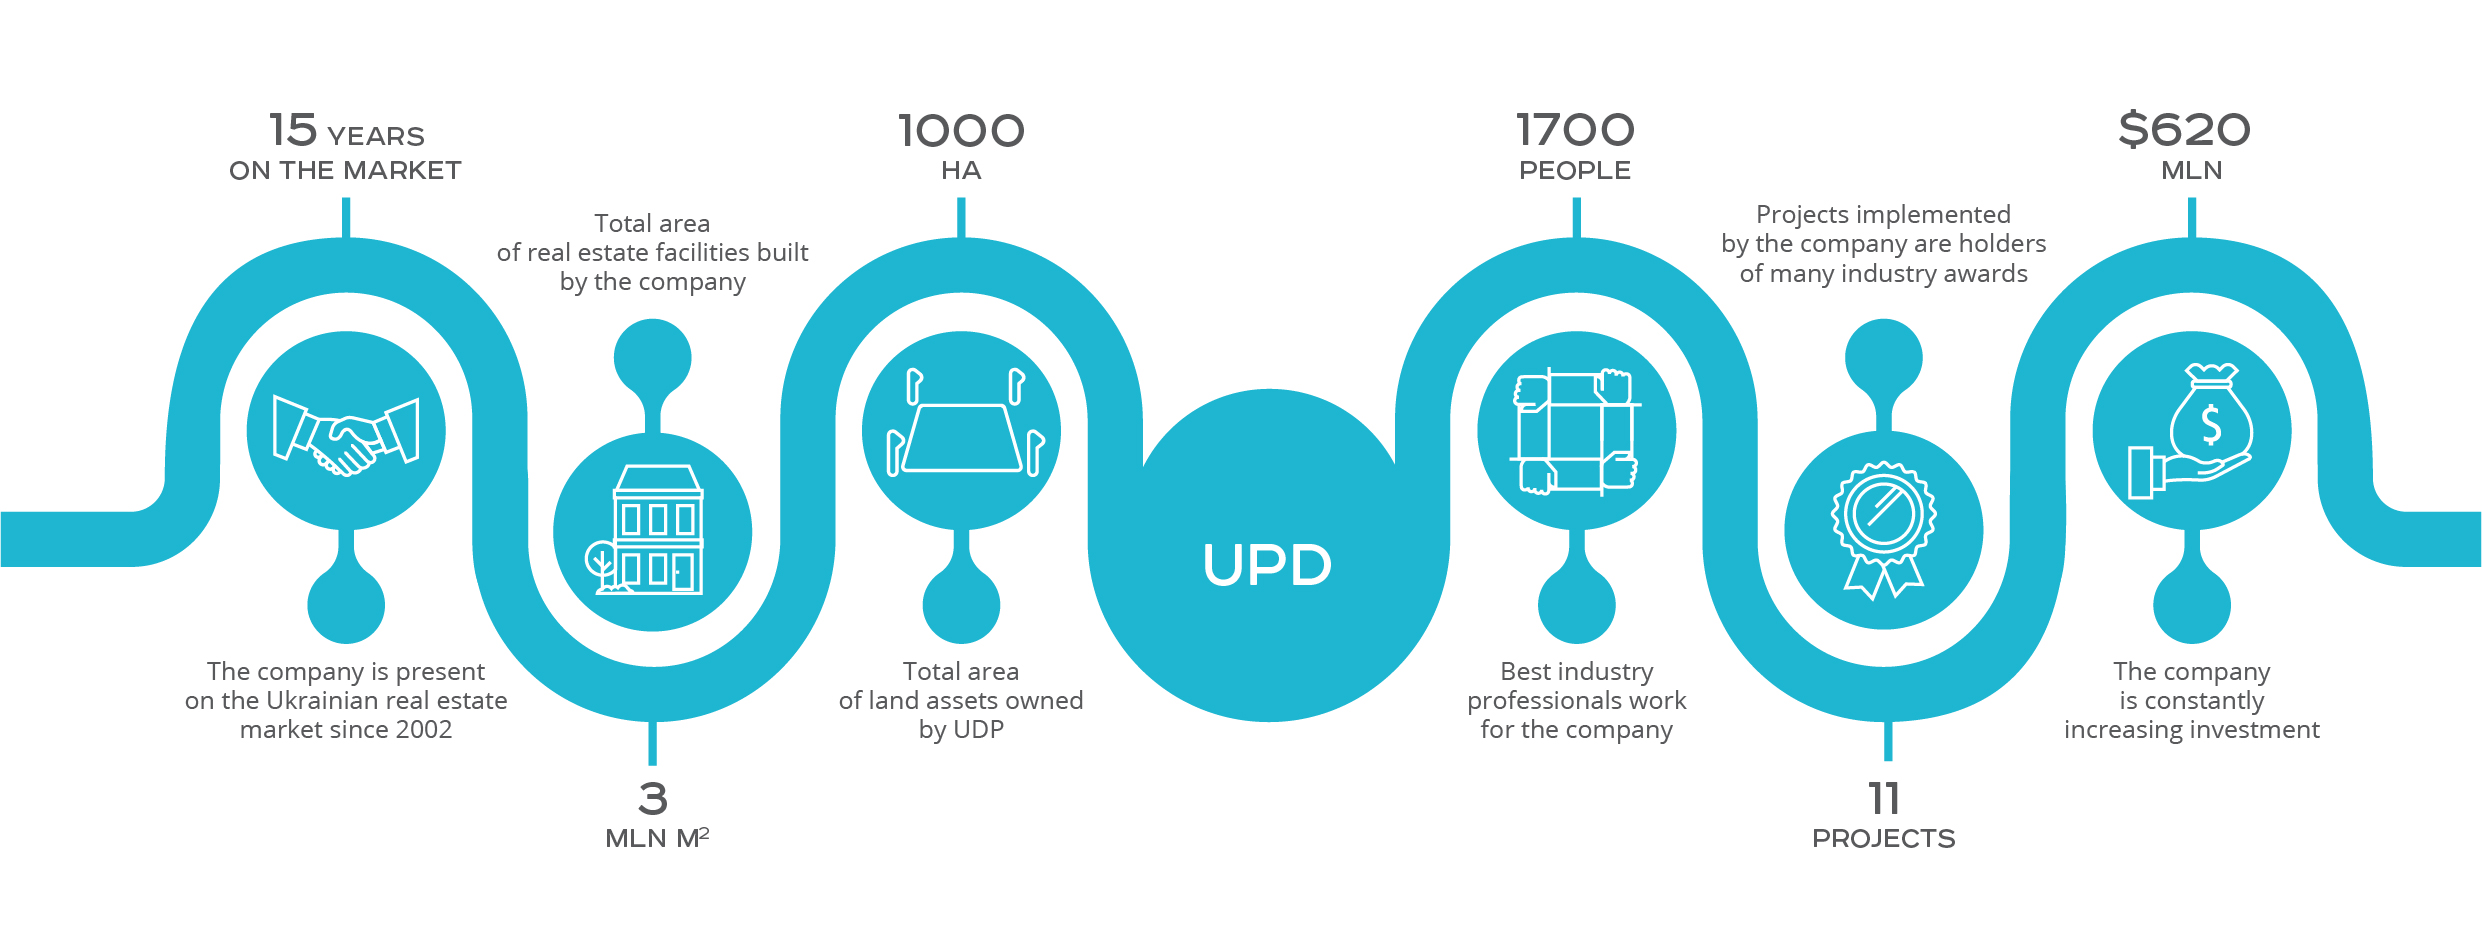 15 YEARS
ON THE MARKET
The company is present
on the Ukrainian real estate
market since 2002
Total area
of real estate facilities built
by the company
3
MLN M²
1000
HA
Total area
of land assets owned
by UDP
UPD
1700
PEOPLE
Best industry
professionals work
for the company
Projects implemented
by the company are holders
of many industry awards
11
PROJECTS
$620
MLN
$
The company
is constantly
increasing investment